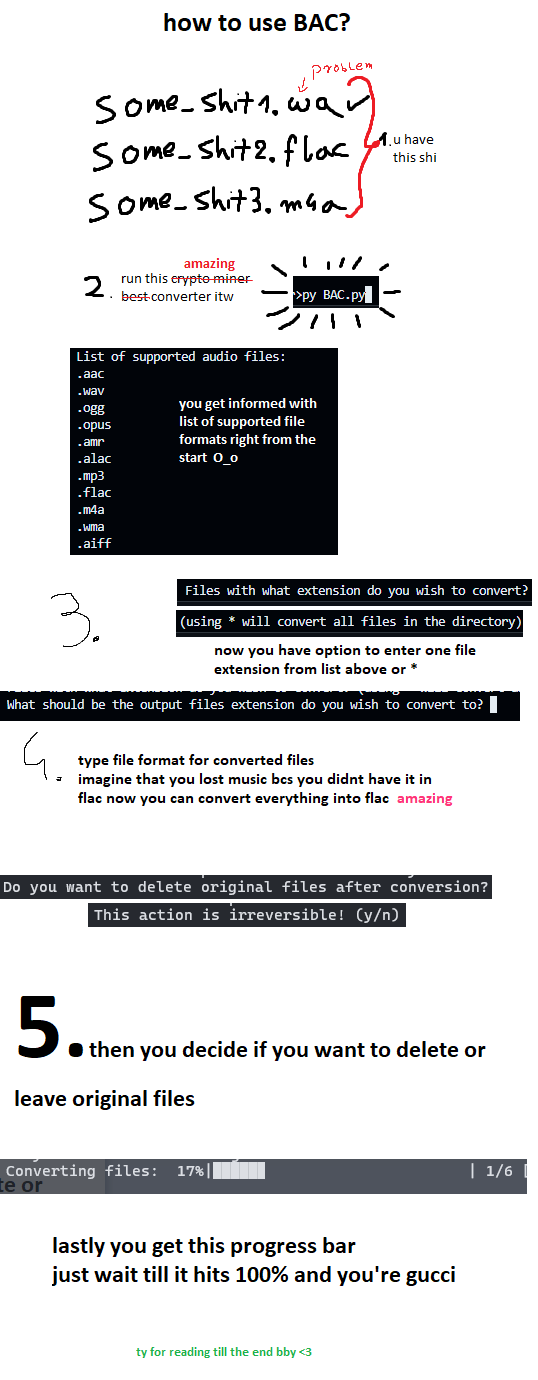 how to use BAC?
problem
some_shit1.wav
some_shit2.flac
some_shit3.m4a
1. u have
this shi
amazing
2. run this crypto miner
best converter itw
>py BAC.py
List of supported audio files:
.aac
.wav
.ogg
.opus
.amr
.alac
.mp3
.flac
.m4a
.wma
.aiff
you get informed with
list of supported file
formats right from the
start O_o
3.
Files with what extension do you wish to convert?
(using * will convert all files in the directory)
now you have option to enter one file
extension from list above or *
What should be the output files extension do you wish to convert to?
4.
type file format for converted files
imagine that you lost music bcs you didnt have it in
flac now you can convert everything into flac amazing
Do you want to delete original files after conversion?
This action is irreversible! (y/n)
5. then you decide if you want to delete or
leave original files
Converting files: 17%| | 1/6 [
te or
lastly you get this progress bar
just wait till it hits 100% and you're gucci
ty for reading till the end bby <3